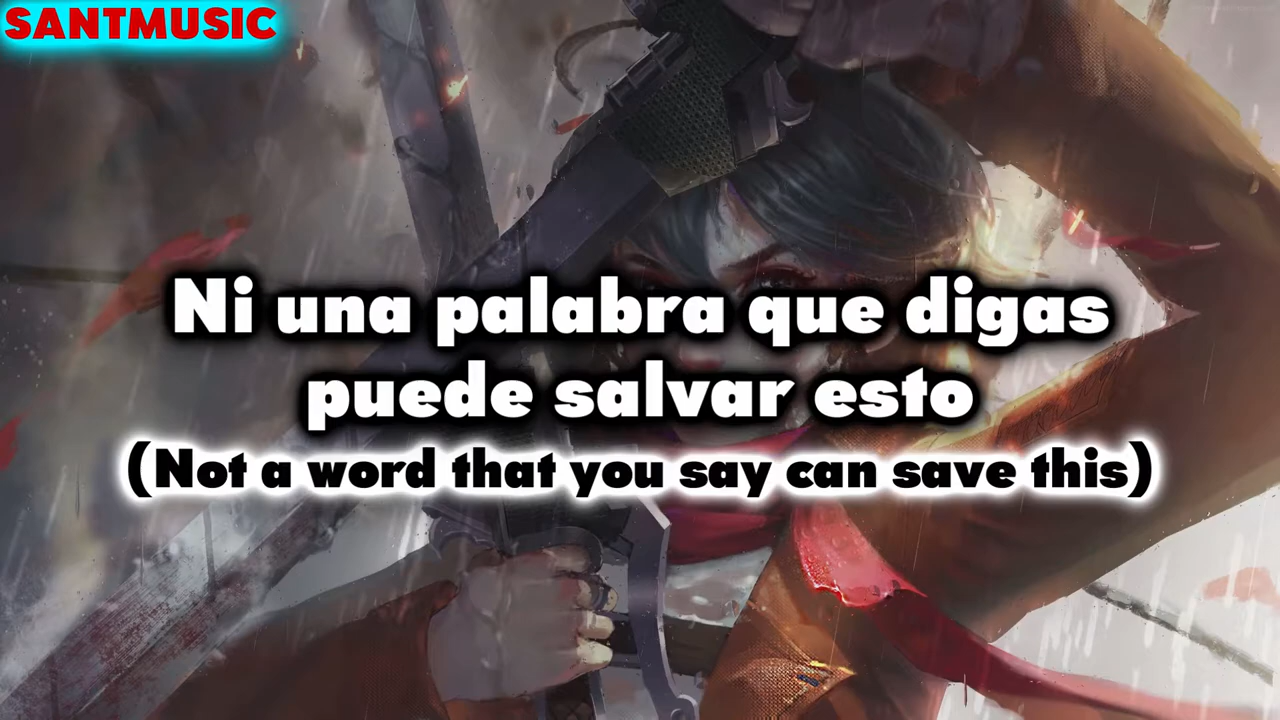 SANTMUSIC
Ni una palabra que digas
puede salvar esto
(Not a word that you say can save this)